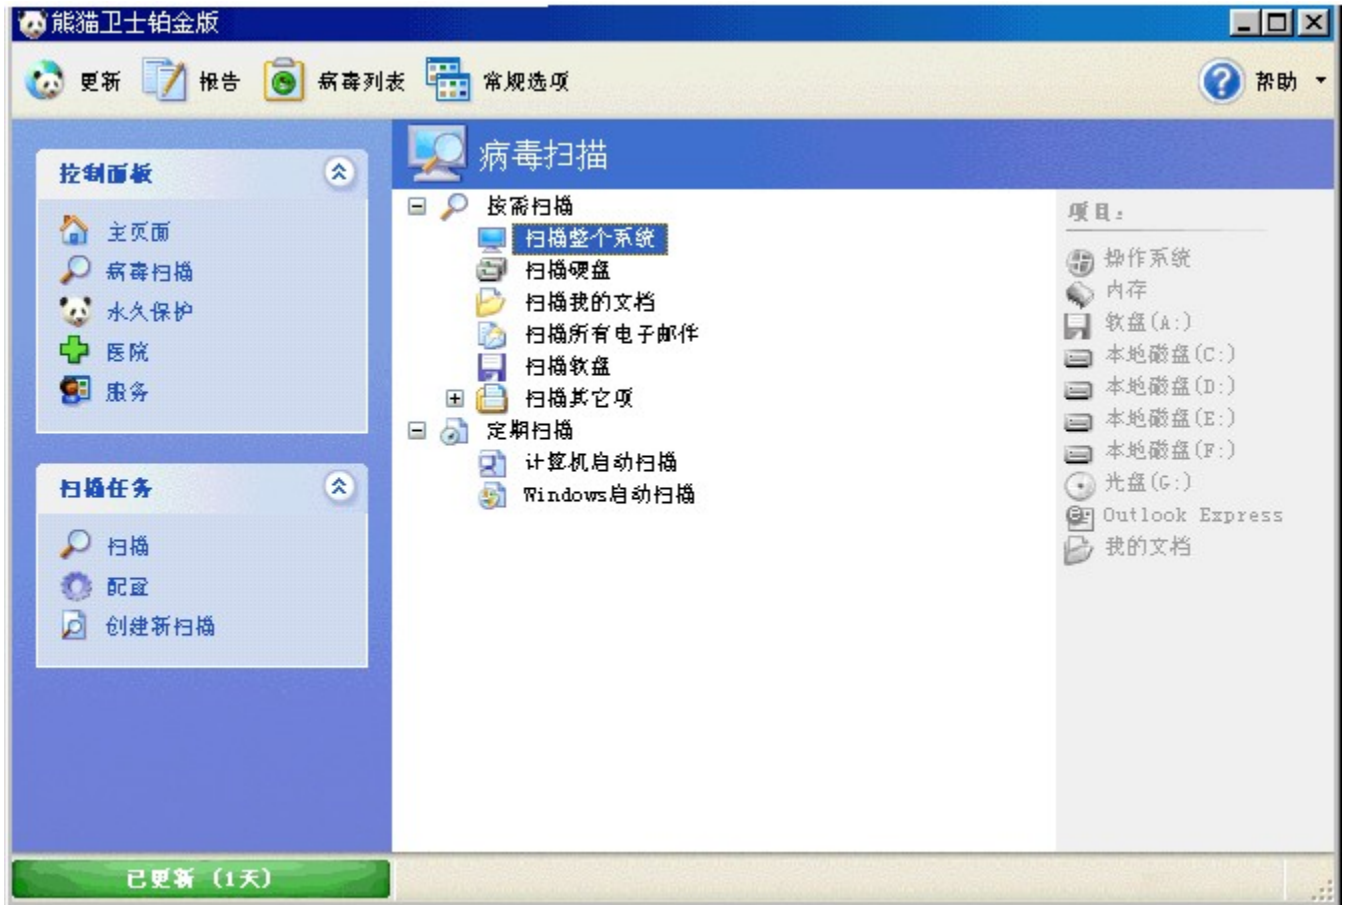 熊猫卫士铂金版
更新 报告 病毒列表 常规选项 帮助
控制面板
主页面
病毒扫描
永久保护
医院
服务
扫描任务
扫描
配置
创建新扫描
已更新 (1天)
病毒扫描
按需扫描
扫描整个系统
扫描硬盘
扫描我的文档
扫描所有电子邮件
扫描软盘
扫描其它项
定期扫描
计算机启动扫描
Windows启动扫描
项目:
操作系统
内存
软盘(A:)
本地磁盘(C:)
本地磁盘(D:)
本地磁盘(E:)
本地磁盘(F:)
光盘(G:)
Outlook Express
我的文档